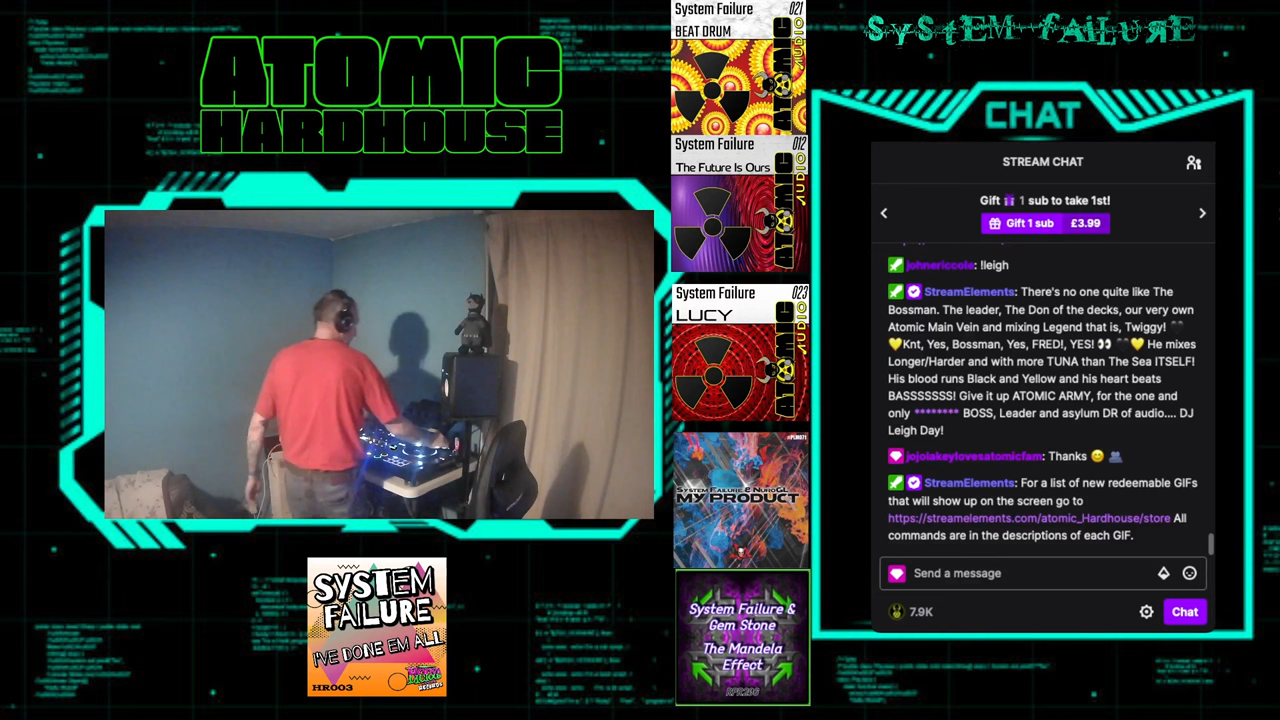 ATOMIC
HARDHOUSE
System Failure 021
BEAT DRUM
ATOMIC
AUDIO
System Failure 012
The Future Is Ours
ATOMIC
AUDIO
System Failure 023
LUCY
ATOMIC
AUDIO
#PLMG71
System Failure & NuroGL
MY PRODUCT
System Failure &
Gem Stone
The Mandela
Effect
SYSTEM
FAILURE
I'VE DONE EM ALL
HR003
RECORDS
SYSTEM FAILURE
CHAT
STREAM CHAT
Gift 1 sub to take 1st!
Gift 1 sub £3.99
johnericcole: !leigh
StreamElements: There's no one quite like The
Bossman. The leader, The Don of the decks, our very own
Atomic Main Vein and mixing Legend that is, Twiggy! 🖤
💛Knt, Yes, Bossman, Yes, FRED!, YES! 👀 🖤💛 He mixes
Longer/Harder and with more TUNA than The Sea ITSELF!
His blood runs Black and Yellow and his heart beats
BASSSSSSS! Give it up ATOMIC ARMY, for the one and
only ******** BOSS, Leader and asylum DR of audio.... DJ
Leigh Day!
jojolakeylovesatomicfam: Thanks 😊 🫂
StreamElements: For a list of new redeemable GIFs
that will show up on the screen go to
https://streamelements.com/atomic_Hardhouse/store All
commands are in the descriptions of each GIF.
Send a message
7.9K
Chat